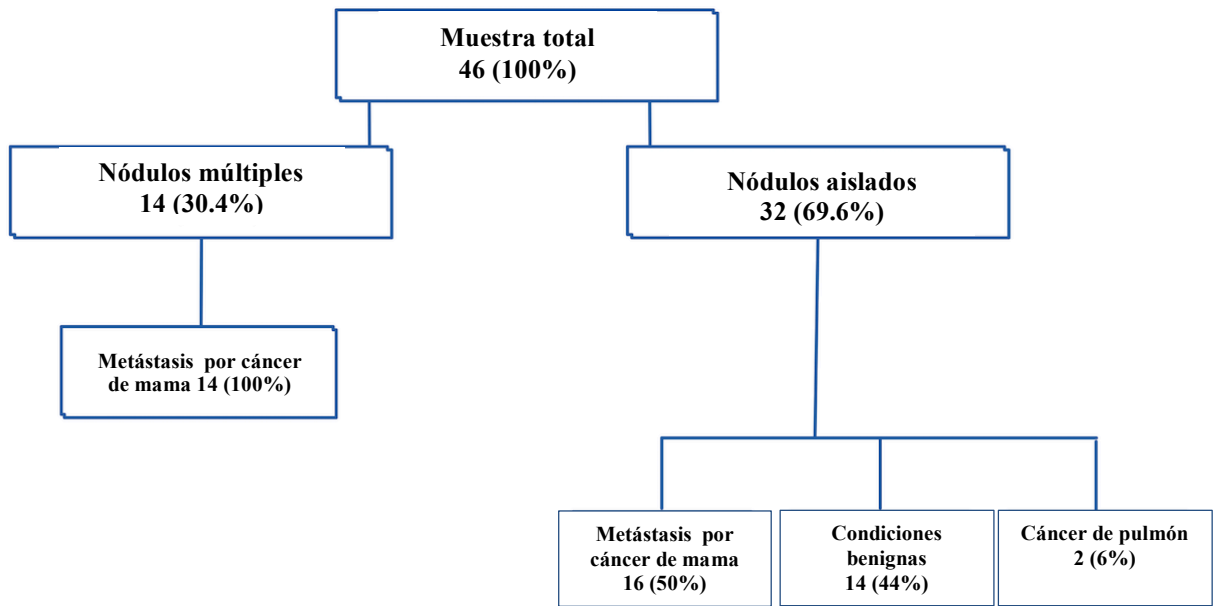 Muestra total
46 (100%)
Nódulos múltiples
14 (30.4%)
Nódulos aislados
32 (69.6%)
Metástasis por cáncer
de mama 14 (100%)
Metástasis por
cáncer de mama
16 (50%)
Condiciones
benignas
14 (44%)
Cáncer de pulmón
2 (6%)